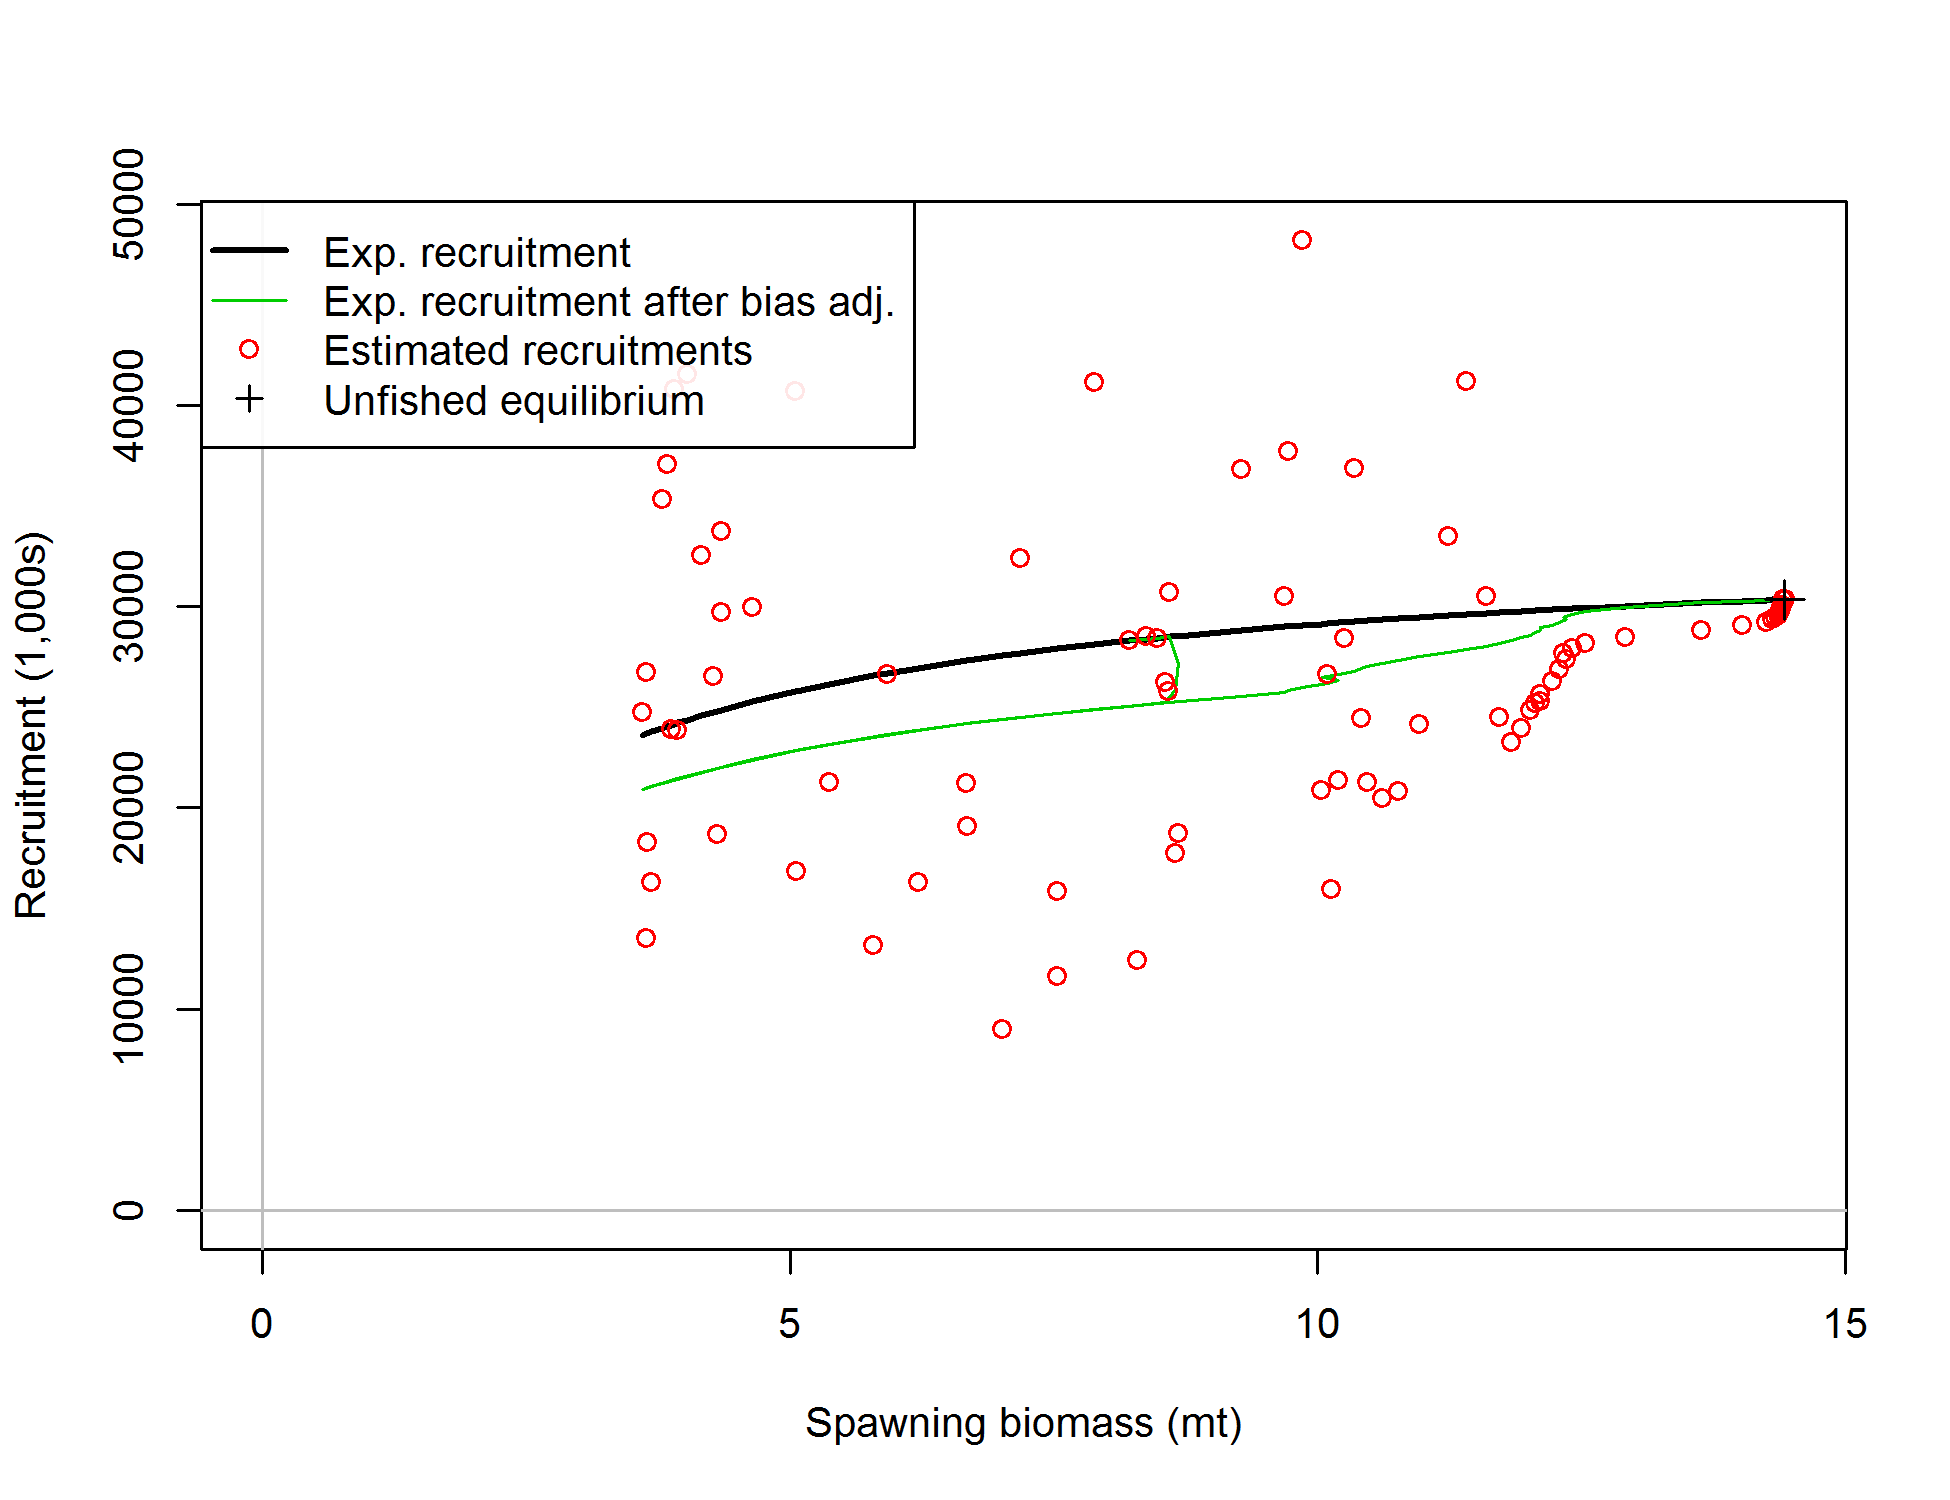 Exp. recruitment
Exp. recruitment after bias adj.
Estimated recruitments
Unfished equilibrium
Recruitment (1,000s)
50000
40000
30000
20000
10000
0
0 5 10 15
Spawning biomass (mt)